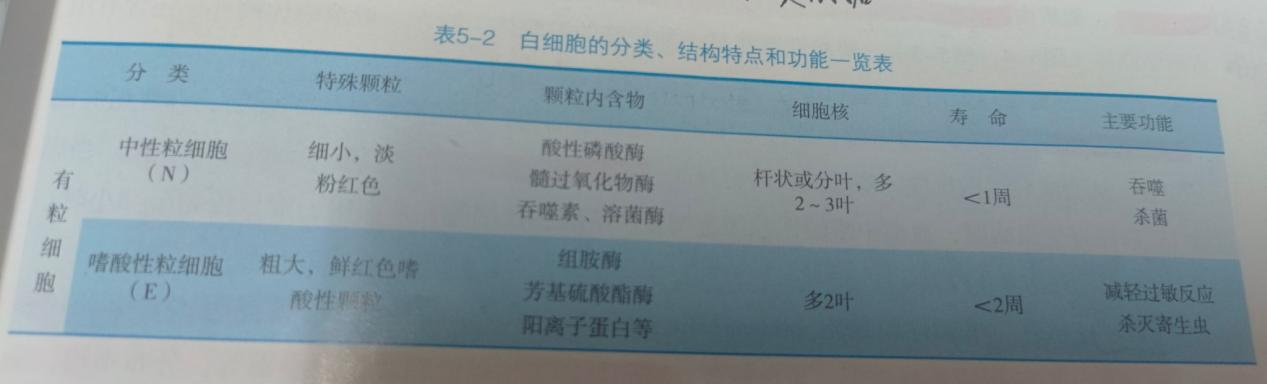 表5-2 白细胞的分类、结构特点和功能一览表
分 类 特殊颗粒 颗粒内含物 细胞核 寿 命 主要功能
有粒细胞
中性粒细胞
（N）
细小，淡
粉红色
酸性磷酸酶
髓过氧化物酶
吞噬素、溶菌酶
杆状或分叶，多
2~3叶
<1周
吞噬
杀菌
嗜酸性粒细胞
（E）
粗大，鲜红色嗜
酸性颗粒
组胺酶
芳基硫酸酯酶
阳离子蛋白等
多2叶
<2周
减轻过敏反应
杀灭寄生虫